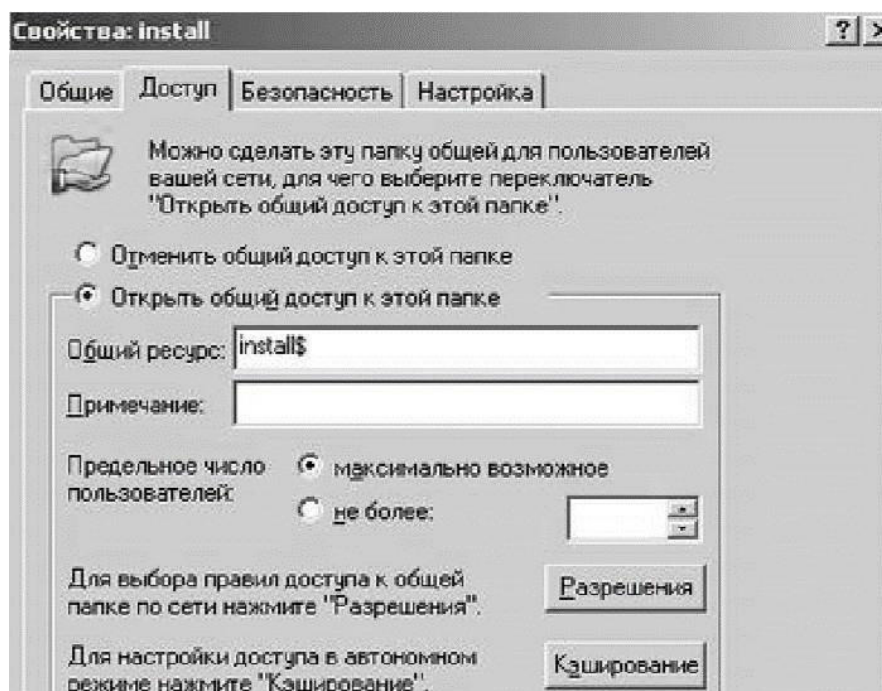 Свойства: install
Общие Доступ Безопасность Настройка
Можно сделать эту папку общей для пользователей
вашей сети, для чего выберите переключатель
"Открыть общий доступ к этой папке".
Отменить общий доступ к этой папке
Открыть общий доступ к этой папке
Общий ресурс: install$
Примечание:
Предельное число
пользователей:
максимально возможное
не более:
Для выбора правил доступа к общей
папке по сети нажмите "Разрешения".
Разрешения
Для настройки доступа в автономном
режиме нажмите "Кэширование".
Кэширование